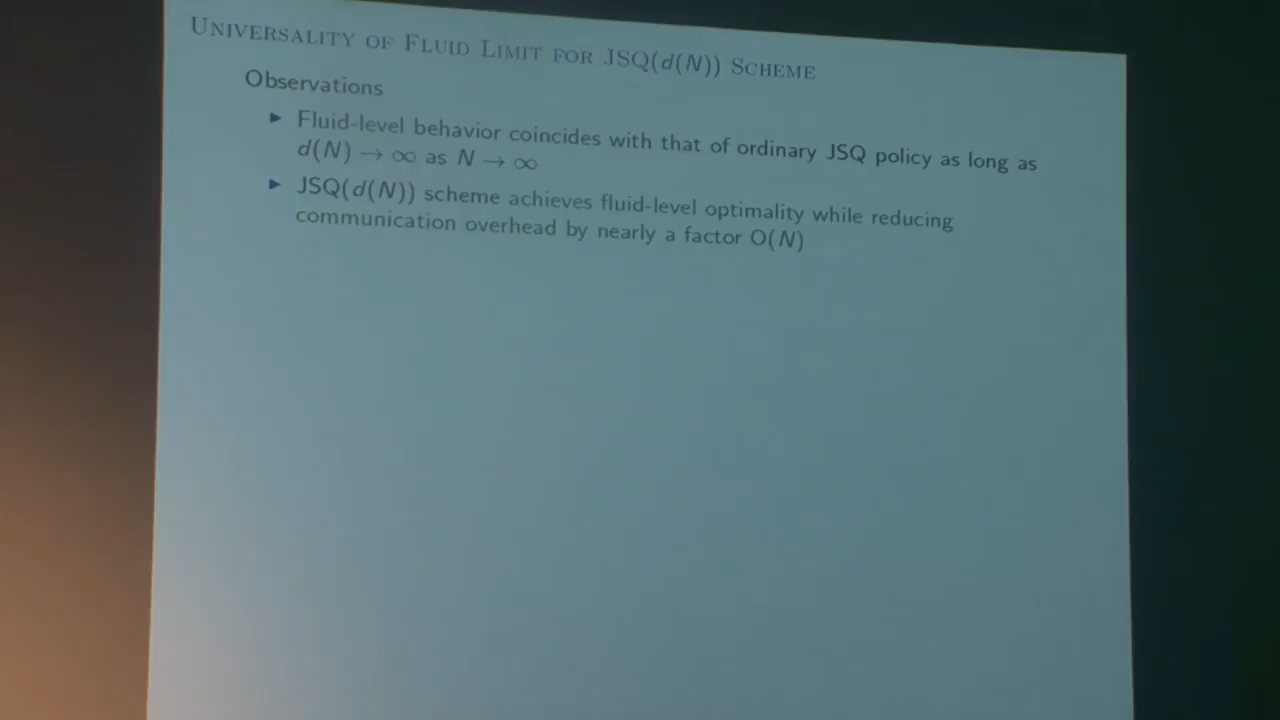 UNIVERSALITY OF FLUID LIMIT FOR JSQ(d(N)) SCHEME
Observations
▶ Fluid-level behavior coincides with that of ordinary JSQ policy as long as
d(N) → ∞ as N → ∞
▶ JSQ(d(N)) scheme achieves fluid-level optimality while reducing
communication overhead by nearly a factor O(N)